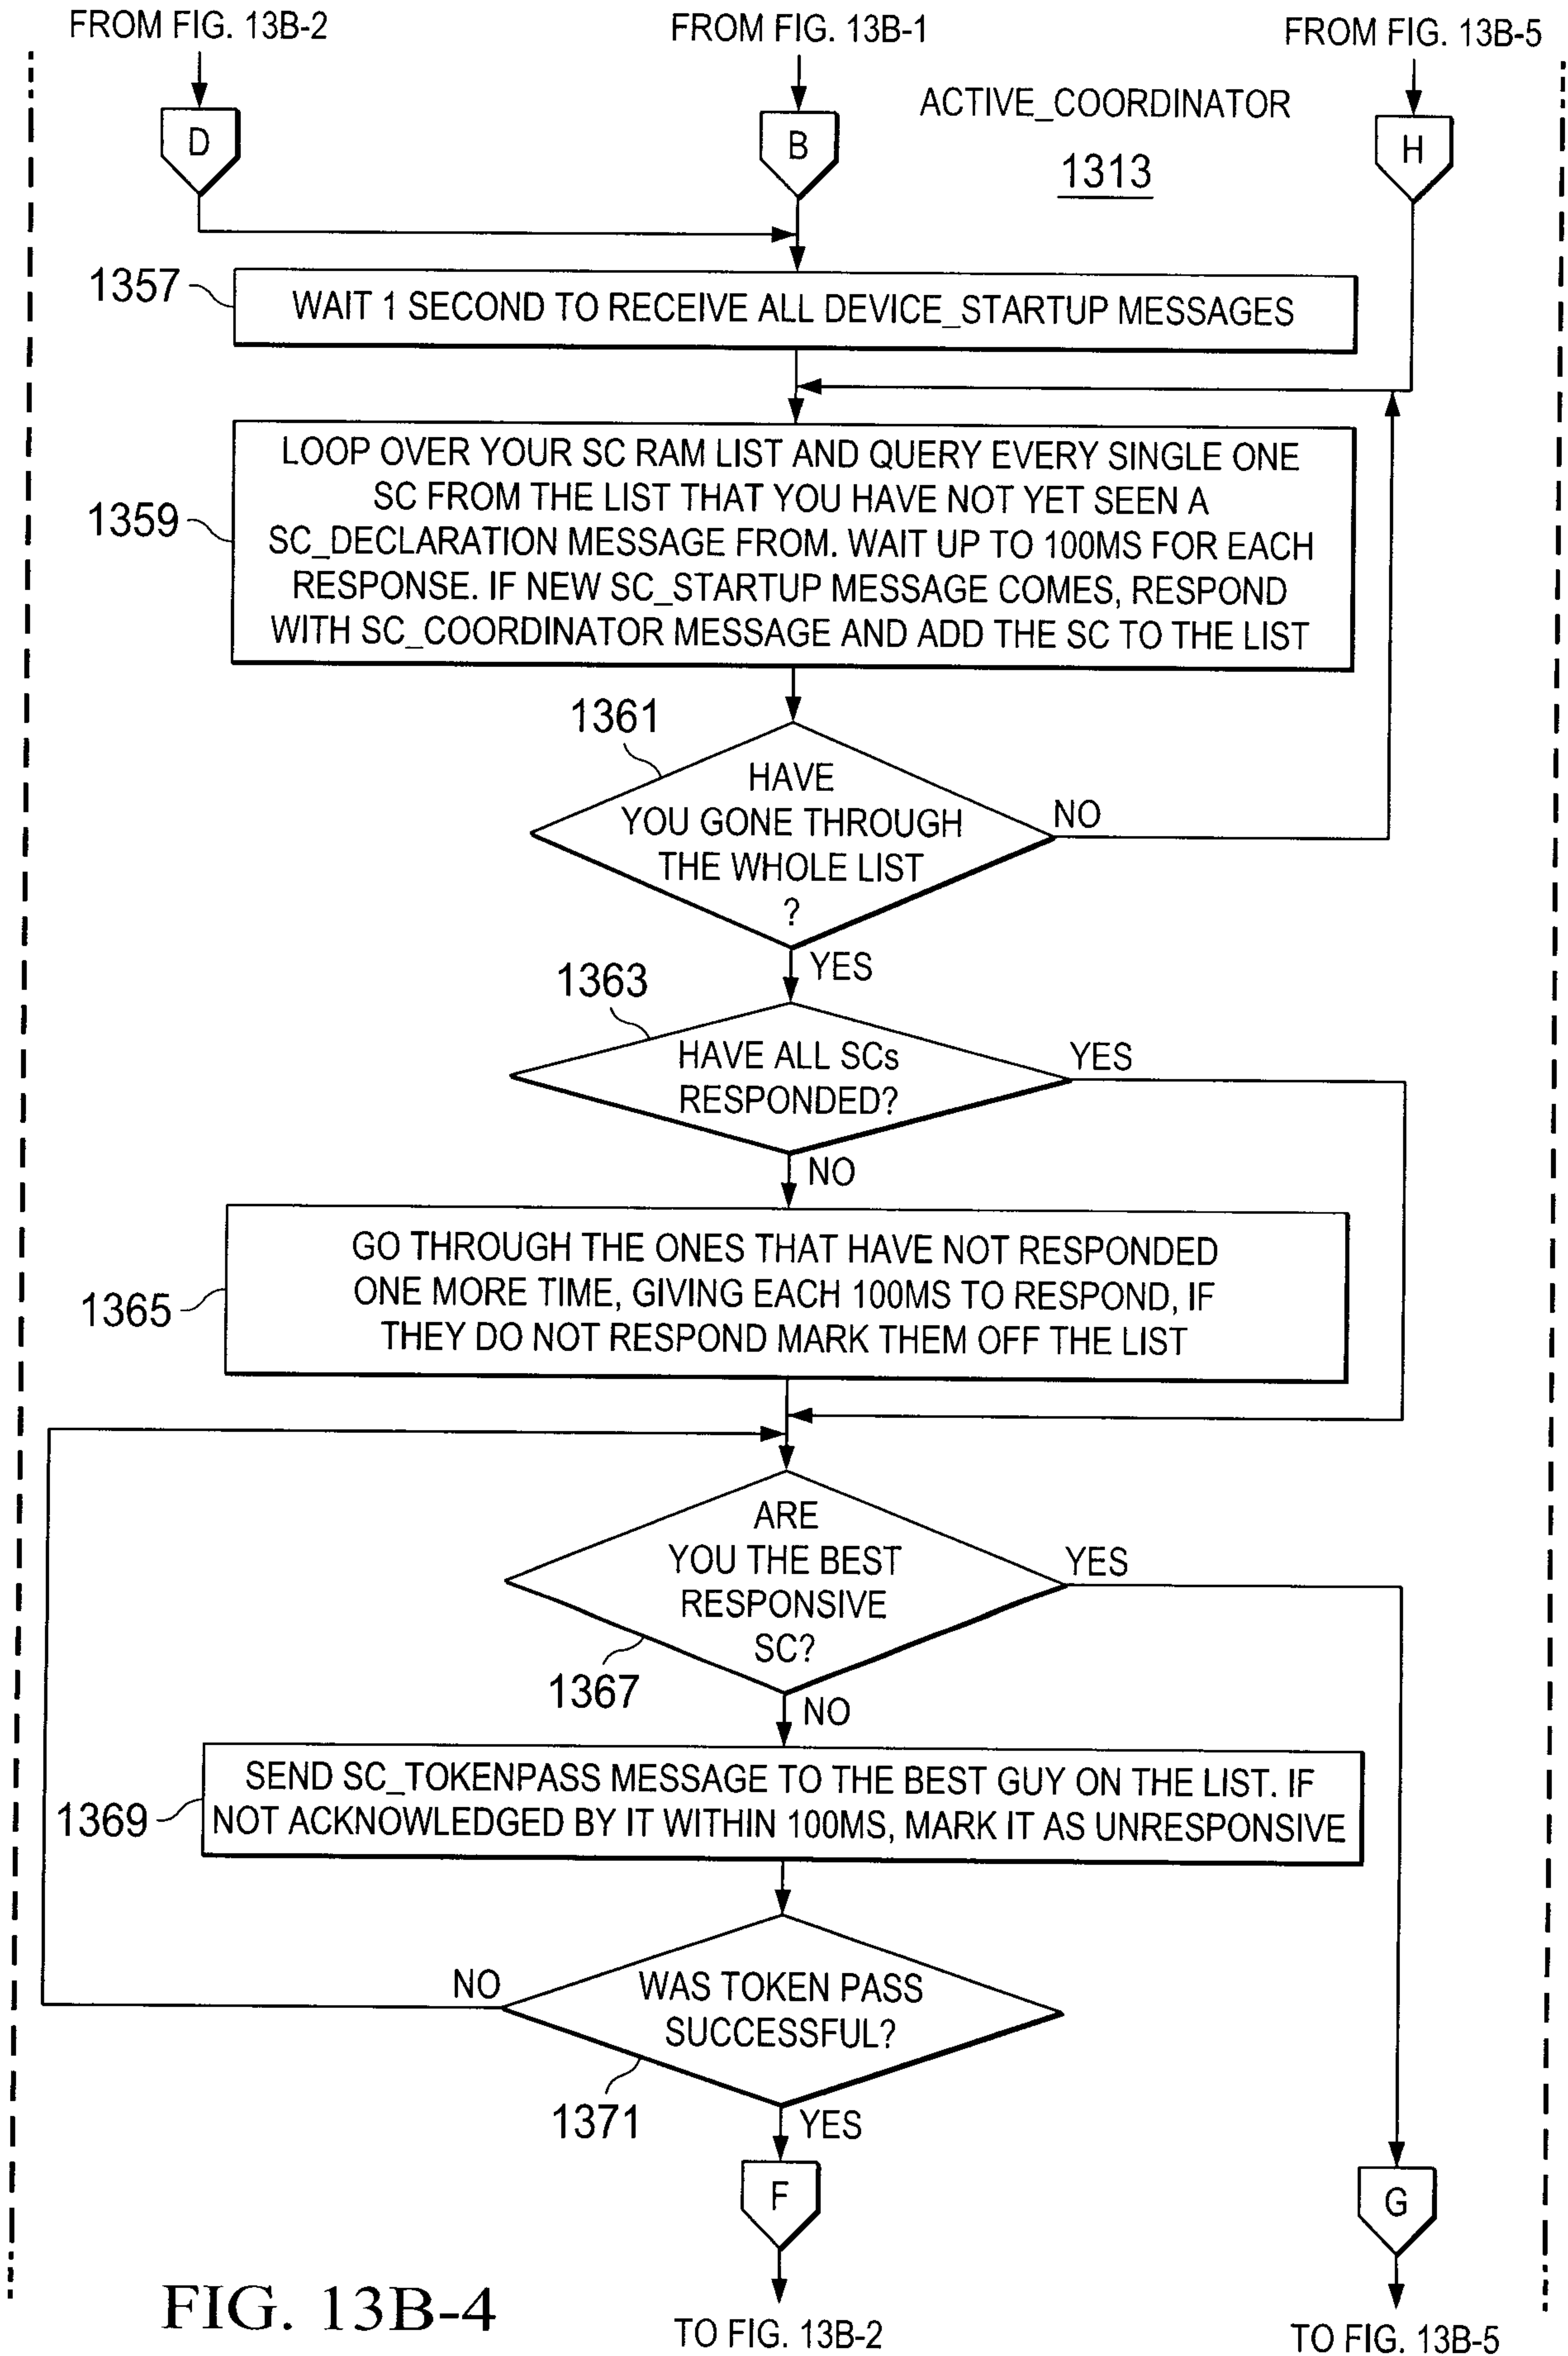 FROM FIG. 13B-2
FROM FIG. 13B-1
FROM FIG. 13B-5
D
B
ACTIVE_COORDINATOR
1313
H
1357
WAIT 1 SECOND TO RECEIVE ALL DEVICE_STARTUP MESSAGES
1359
LOOP OVER YOUR SC RAM LIST AND QUERY EVERY SINGLE ONE
SC FROM THE LIST THAT YOU HAVE NOT YET SEEN A
SC_DECLARATION MESSAGE FROM. WAIT UP TO 100MS FOR EACH
RESPONSE. IF NEW SC_STARTUP MESSAGE COMES, RESPOND
WITH SC_COORDINATOR MESSAGE AND ADD THE SC TO THE LIST
1361
HAVE
YOU GONE THROUGH
THE WHOLE LIST
?
NO
YES
1363
HAVE ALL SCs
RESPONDED?
YES
NO
1365
GO THROUGH THE ONES THAT HAVE NOT RESPONDED
ONE MORE TIME, GIVING EACH 100MS TO RESPOND, IF
THEY DO NOT RESPOND MARK THEM OFF THE LIST
ARE
YOU THE BEST
RESPONSIVE
SC?
YES
1367
NO
1369
SEND SC_TOKENPASS MESSAGE TO THE BEST GUY ON THE LIST. IF
NOT ACKNOWLEDGED BY IT WITHIN 100MS, MARK IT AS UNRESPONSIVE
NO
WAS TOKEN PASS
SUCCESSFUL?
1371
YES
F
G
FIG. 13B-4
TO FIG. 13B-2
TO FIG. 13B-5